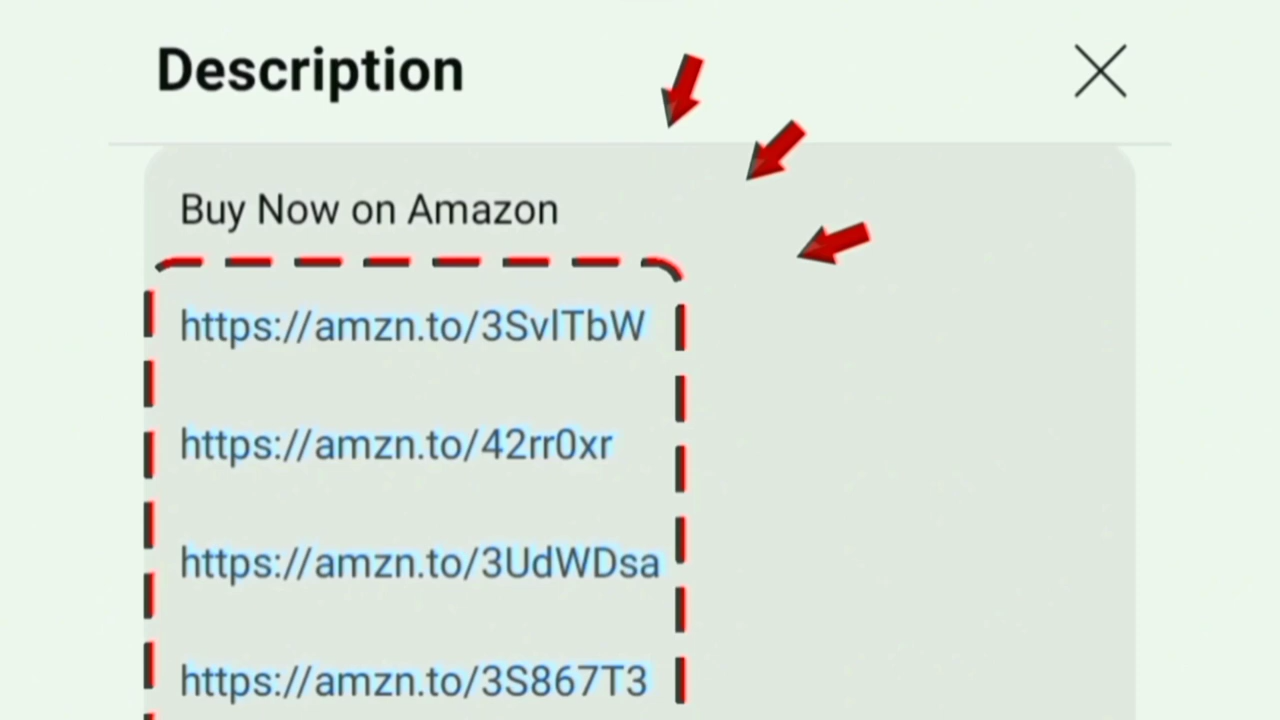 Description
Buy Now on Amazon
https://amzn.to/3SvlTbW
https://amzn.to/42rr0xr
https://amzn.to/3UdWDsa
https://amzn.to/3S867T3